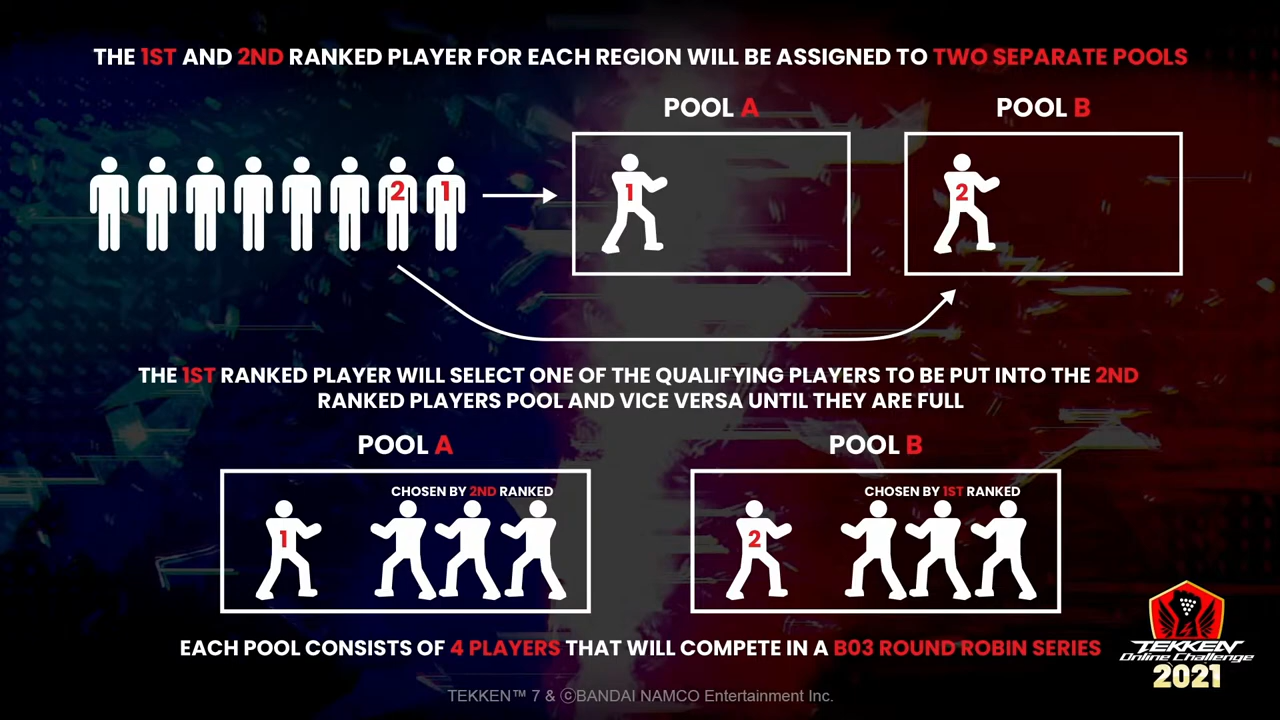 THE 1ST AND 2ND RANKED PLAYER FOR EACH REGION WILL BE ASSIGNED TO TWO SEPARATE POOLS
POOL A
POOL B
2
1
1
2
THE 1ST RANKED PLAYER WILL SELECT ONE OF THE QUALIFYING PLAYERS TO BE PUT INTO THE 2ND
RANKED PLAYERS POOL AND VICE VERSA UNTIL THEY ARE FULL
POOL A
POOL B
CHOSEN BY 2ND RANKED
CHOSEN BY 1ST RANKED
1
2
EACH POOL CONSISTS OF 4 PLAYERS THAT WILL COMPETE IN A B03 ROUND ROBIN SERIES
TEKKEN
Online Challenge
2021
TEKKEN™ 7 & ⓒBANDAI NAMCO Entertainment Inc.